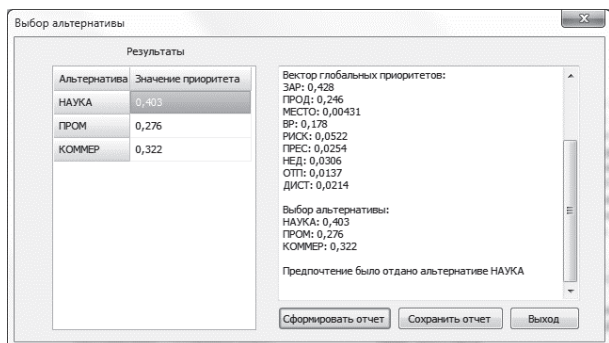 Выбор альтернативы
Результаты
Альтернатива Значение приоритета
НАУКА 0,403
ПРОМ 0,276
КОММЕР 0,322
Вектор глобальных приоритетов:
ЗАР: 0,428
ПРОД: 0,246
МЕСТО: 0,00431
ВР: 0,178
РИСК: 0,0522
ПРЕС: 0,0254
НЕД: 0,0306
ОТП: 0,0137
ДИСТ: 0,0214
Выбор альтернативы:
НАУКА: 0,403
ПРОМ: 0,276
КОММЕР: 0,322
Предпочтение было отдано альтернативе НАУКА
Сформировать отчет Сохранить отчет Выход